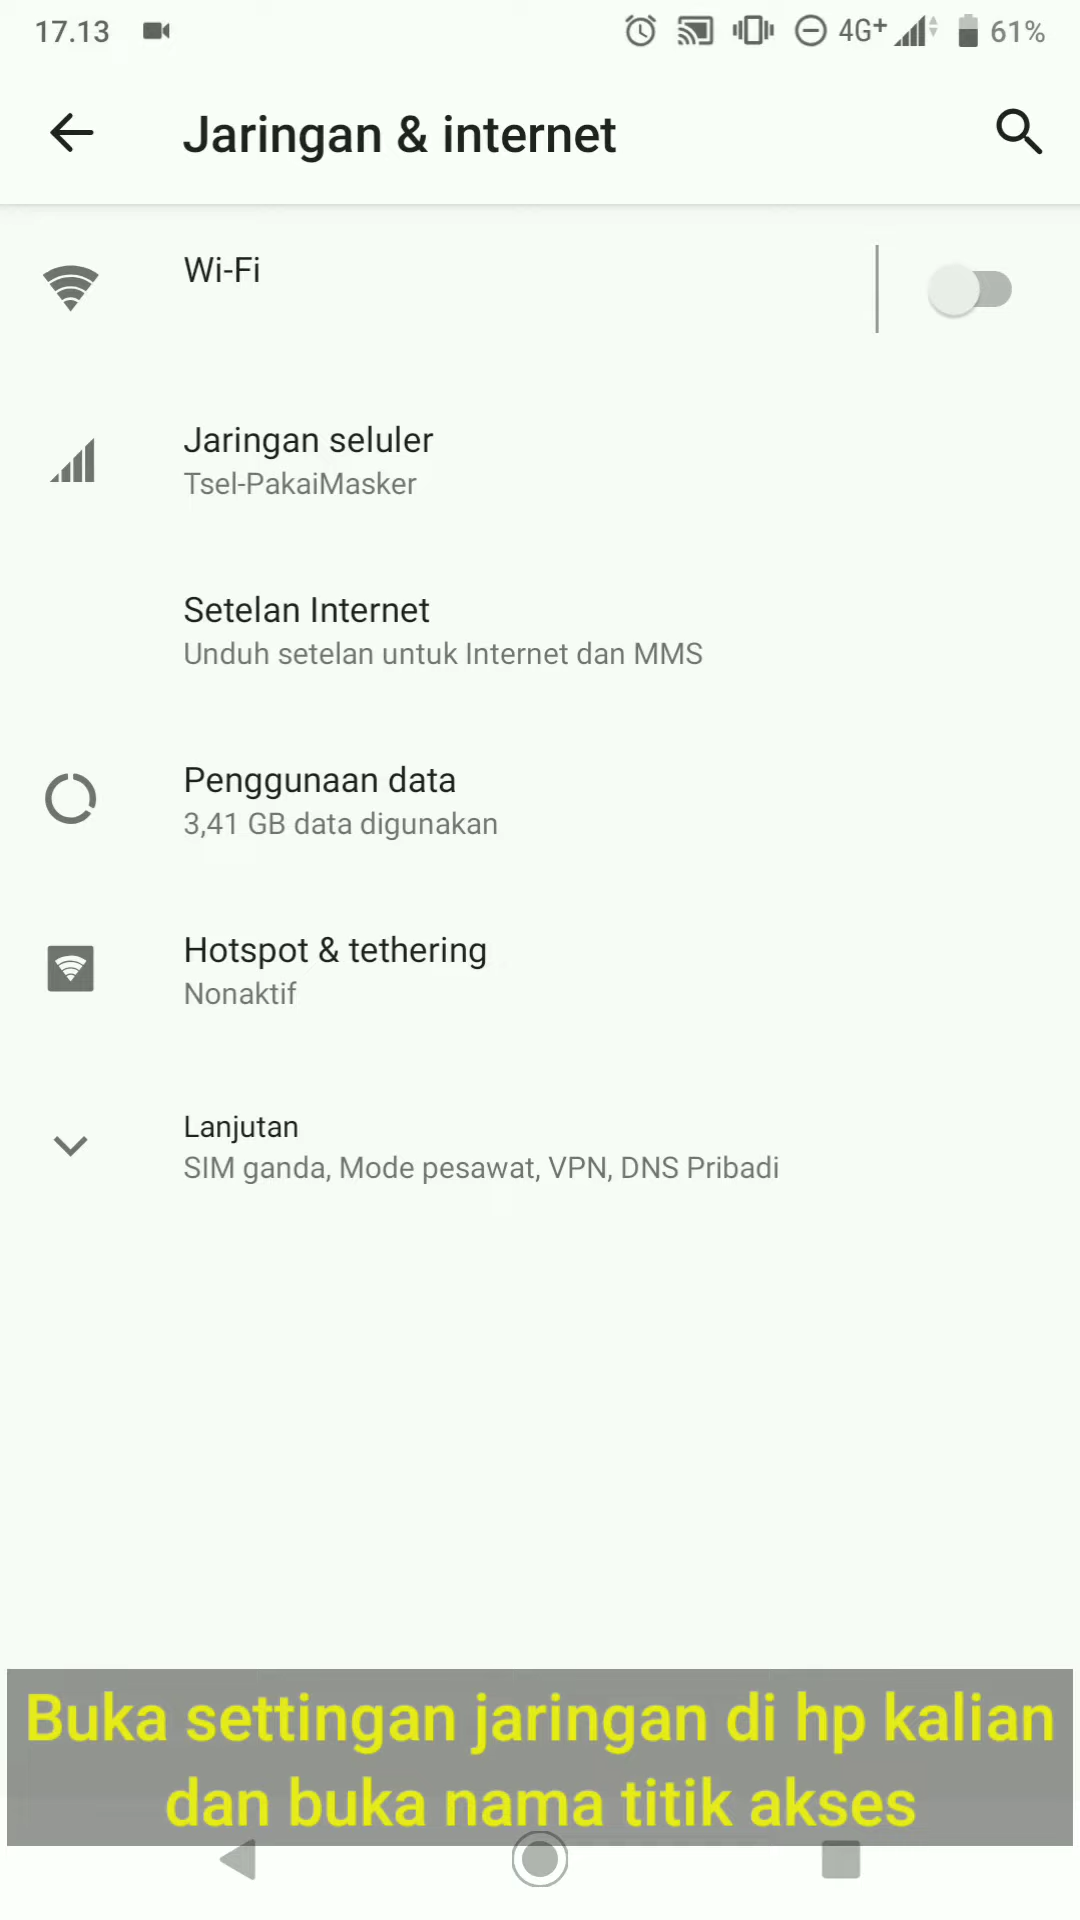 17.13 4G+ 61%
Jaringan & internet
Wi-Fi
Jaringan seluler
Tsel-PakaiMasker
Setelan Internet
Unduh setelan untuk Internet dan MMS
Penggunaan data
3,41 GB data digunakan
Hotspot & tethering
Nonaktif
Lanjutan
SIM ganda, Mode pesawat, VPN, DNS Pribadi
Buka settingan jaringan di hp kalian
dan buka nama titik akses